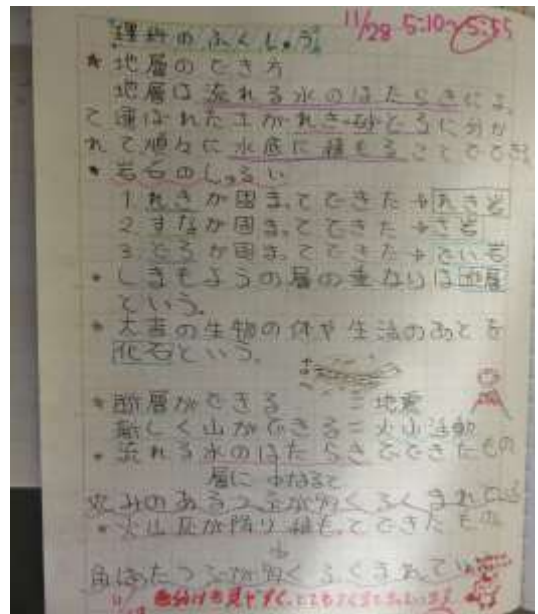 11/28 5:10〜5:55
理科のふくしゅう
地層のでき方
地層は流れる水のはたらきによっ
て運ばれた土がれき・砂・どろに分か
れて順々に水底に積もることでできる
岩石のしゅるい
1 れきが固まってできた→れき岩
2 すなが固まってできた→さ岩
3 どろが固まってできた→でい岩
しまもようの層の重なりは地層
という。
大昔の生物の体や生活のあとを
化石という。
断層ができる = 地震
新しく山ができる = 火山活動
流れる水のはたらきでできたもの
層に
丸みのあるつぶが多くふくまれている
火山灰が降り積もってできたもの
角ばったつぶが多くふくまれてい
色分けも見やすく、とても